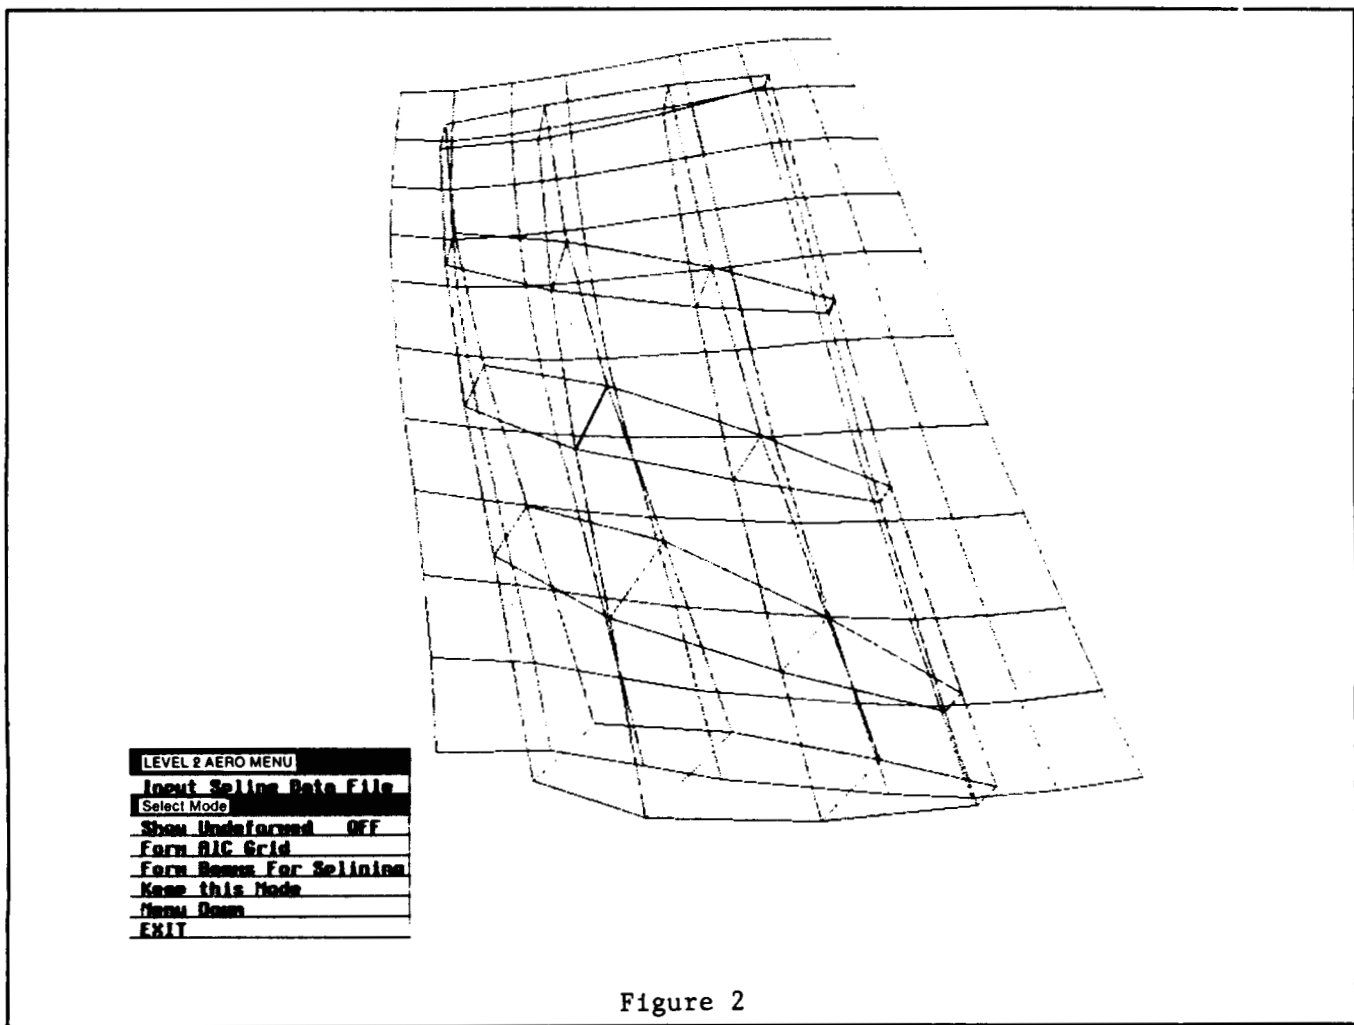 LEVEL 2 AERO MENU
Input Spline Data File
Select Mode
Show Undeformed OFF
Form AIC Grid
Form Beams For Splining
Keep this Mode
Menu Down
EXIT
Figure 2